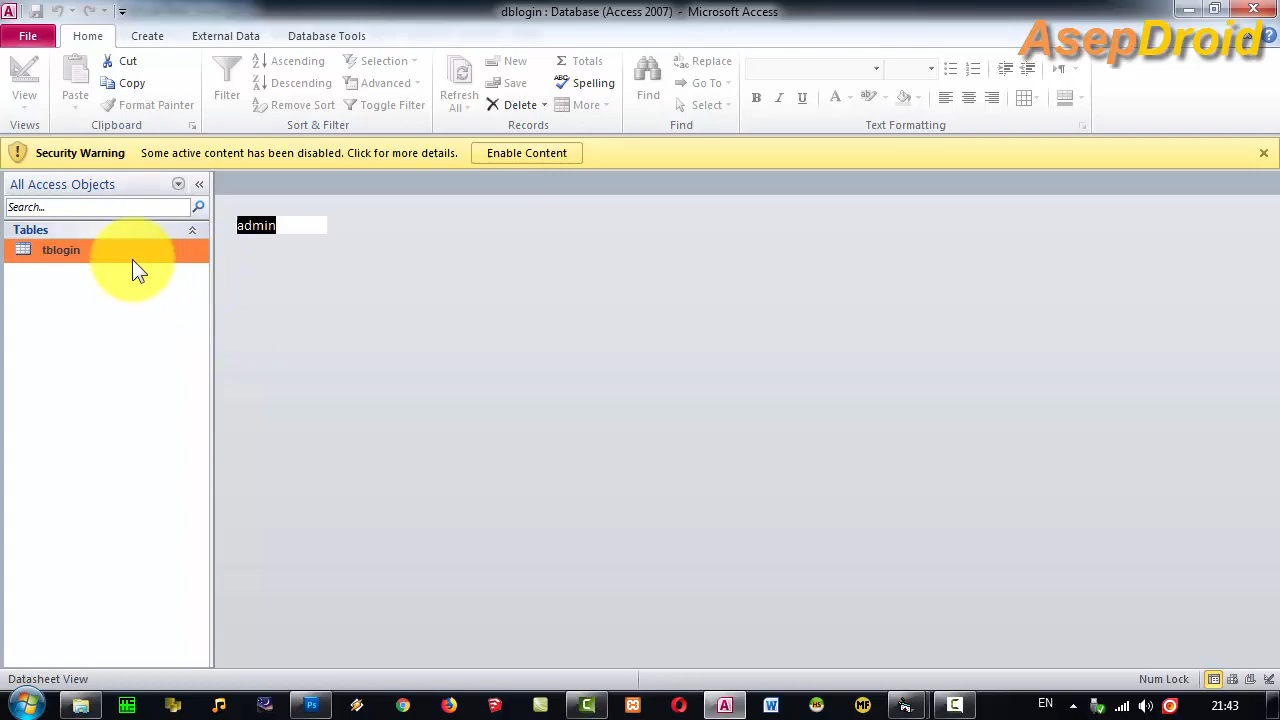 dblogin : Database (Access 2007) - Microsoft Access
File Home Create External Data Database Tools
AsepDroid
View
Views
Paste
Cut
Copy
Format Painter
Clipboard
Filter
Ascending
Descending
Remove Sort
Selection
Advanced
Toggle Filter
Sort & Filter
Refresh All
New
Save
Delete
Totals
Spelling
More
Records
Find
Replace
Go To
Select
Find
B I U A ab
Text Formatting
Security Warning Some active content has been disabled. Click for more details. Enable Content
All Access Objects
Search...
Tables
tblogin
admin
Datasheet View Num Lock
EN 21:43